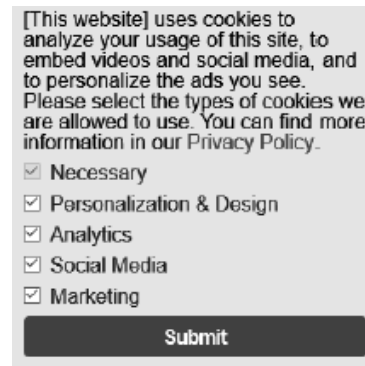 [This website] uses cookies to
analyze your usage of this site, to
embed videos and social media, and
to personalize the ads you see.
Please select the types of cookies we
are allowed to use. You can find more
information in our Privacy Policy.
Necessary
Personalization & Design
Analytics
Social Media
Marketing
Submit